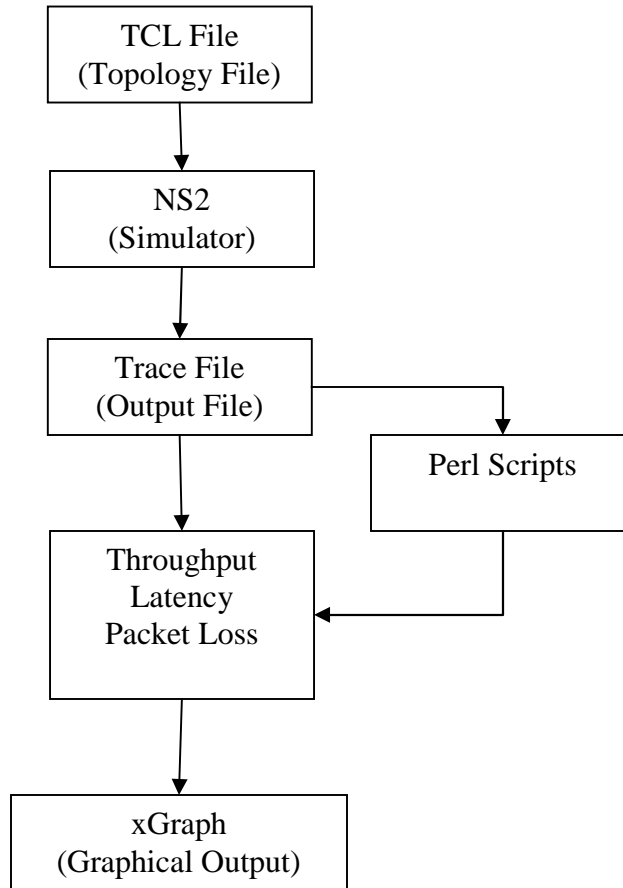 TCL File
(Topology File)
NS2
(Simulator)
Trace File
(Output File)
Perl Scripts
Throughput
Latency
Packet Loss
xGraph
(Graphical Output)